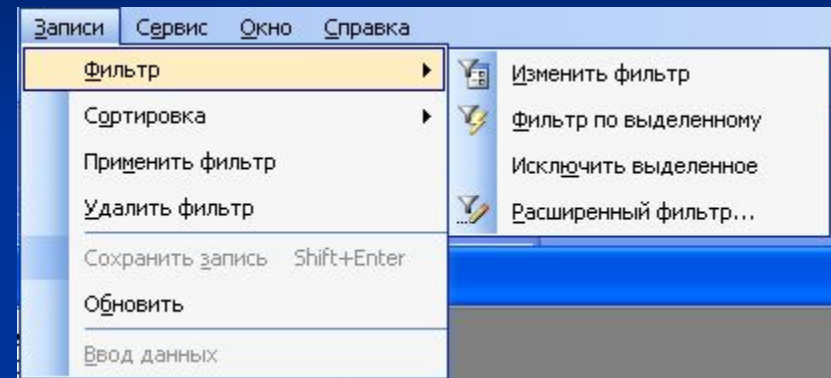 Записи Сервис Окно Справка
Фильтр
Сортировка
Применить фильтр
Удалить фильтр
Сохранить запись Shift+Enter
Обновить
Ввод данных
Изменить фильтр
Фильтр по выделенному
Исключить выделенное
Расширенный фильтр...